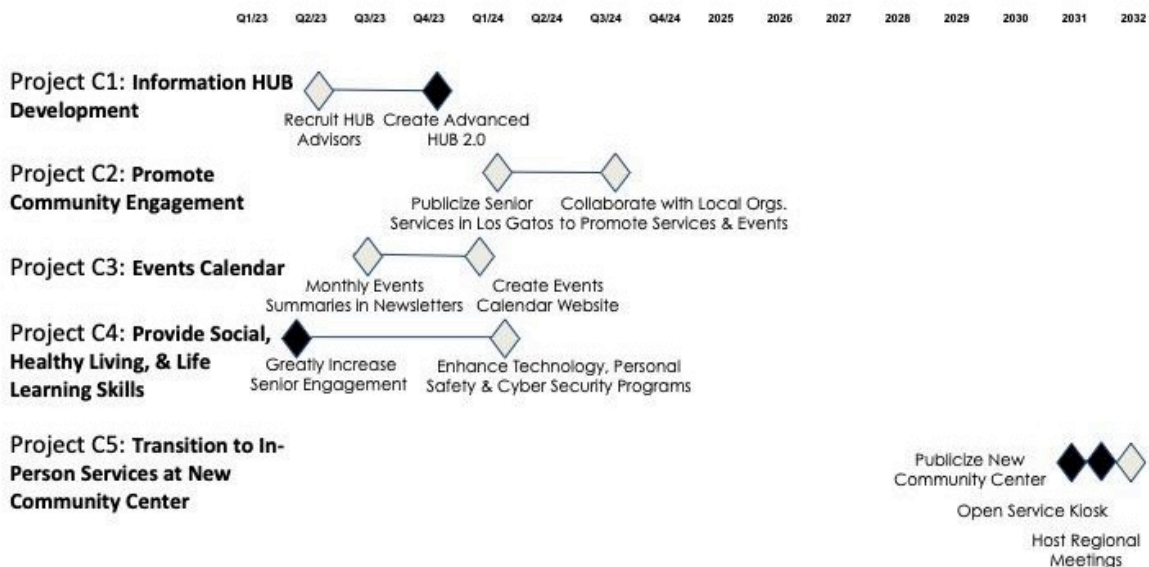 Q1/23 Q2/23 Q3/23 Q4/23 Q1/24 Q2/24 Q3/24 Q4/24 2025 2026 2027 2028 2029 2030 2031 2032
Project C1: Information HUB
Development
Recruit HUB
Advisors
Create Advanced
HUB 2.0
Project C2: Promote
Community Engagement
Publicize Senior
Services in Los Gatos
Collaborate with Local Orgs.
to Promote Services & Events
Project C3: Events Calendar
Monthly Events
Summaries in Newsletters
Create Events
Calendar Website
Project C4: Provide Social,
Healthy Living, & Life
Learning Skills
Greatly Increase
Senior Engagement
Enhance Technology, Personal
Safety & Cyber Security Programs
Project C5: Transition to In-
Person Services at New
Community Center
Publicize New
Community Center
Open Service Kiosk
Host Regional
Meetings